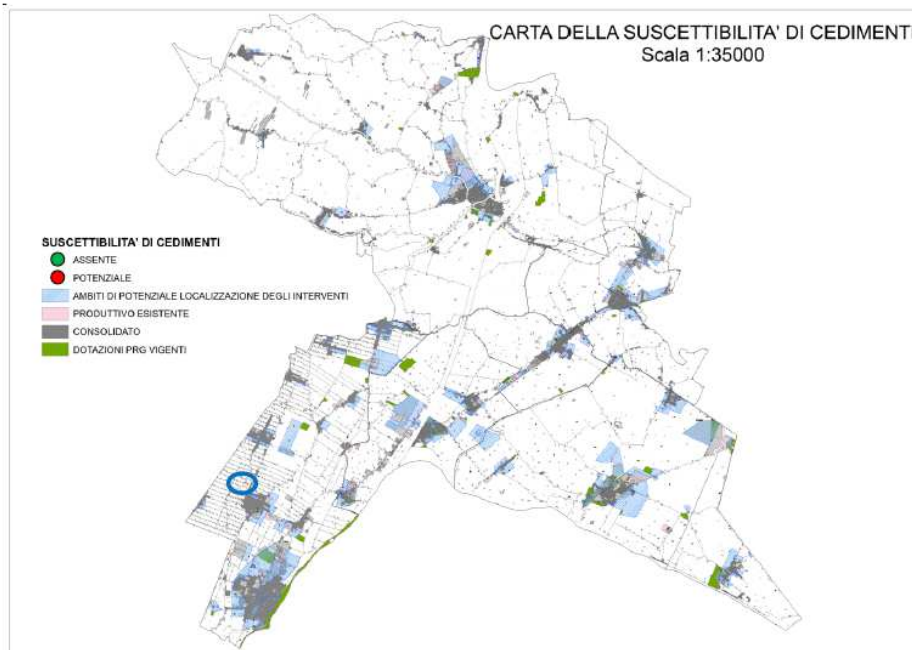 CARTA DELLA SUSCETTIBILITA' DI CEDIMENTI
Scala 1:35000
SUSCETTIBILITA' DI CEDIMENTI
ASSENTE
POTENZIALE
AMBITI DI POTENZIALE LOCALIZZAZIONE DEGLI INTERVENTI
PRODUTTIVO ESISTENTE
CONSOLIDATO
DOTAZIONI PRG VIGENTI